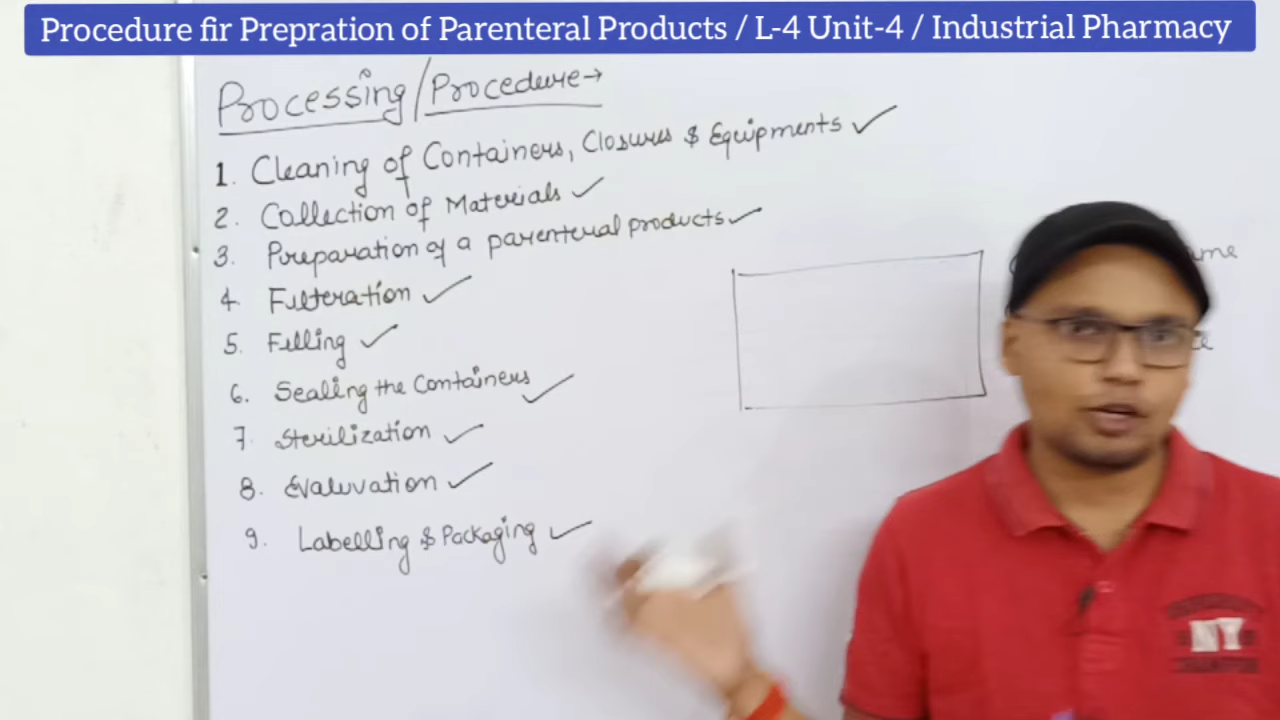 Procedure fir Prepration of Parenteral Products / L-4 Unit-4 / Industrial Pharmacy
Processing / Procedure →
1. Cleaning of Containers, Closures & Equipments ✓
2. Collection of Materials ✓
3. Preparation of a parenteral products ✓
4. Filteration ✓
5. Filling ✓
6. Sealing the Containers ✓
7. Sterilization ✓
8. Evaluvation ✓
9. Labelling & Packaging ✓
NY